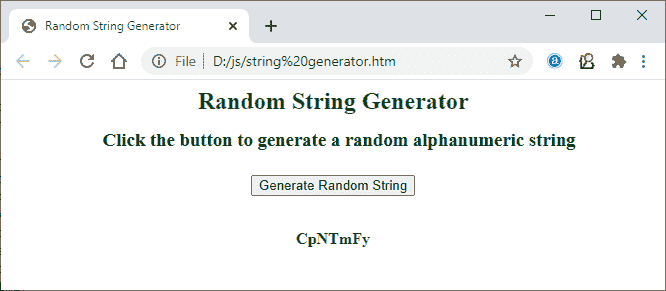 Random String Generator
File | D:/js/string%20generator.htm
Random String Generator
Click the button to generate a random alphanumeric string
Generate Random String
CpNTmFy